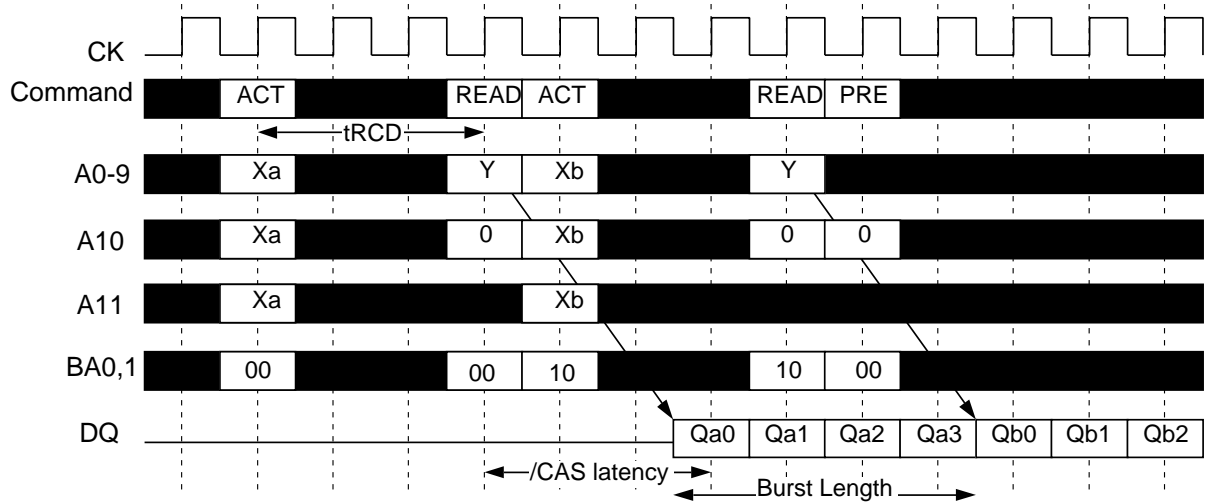 CK
Command ACT READ ACT READ PRE
tRCD
A0-9 Xa Y Xb Y
A10 Xa 0 Xb 0 0
A11 Xa Xb
BA0,1 00 00 10 10 00
DQ Qa0 Qa1 Qa2 Qa3 Qb0 Qb1 Qb2
/CAS latency
Burst Length